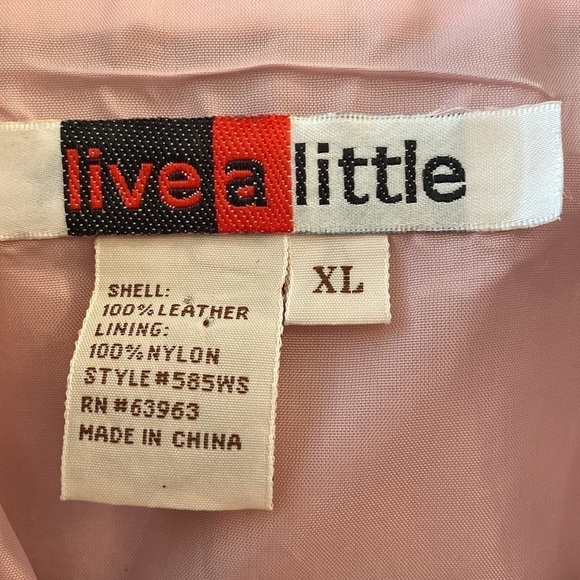 live a little
XL
SHELL:
100% LEATHER
LINING:
100% NYLON
STYLE#585WS
RN #63963
MADE IN CHINA